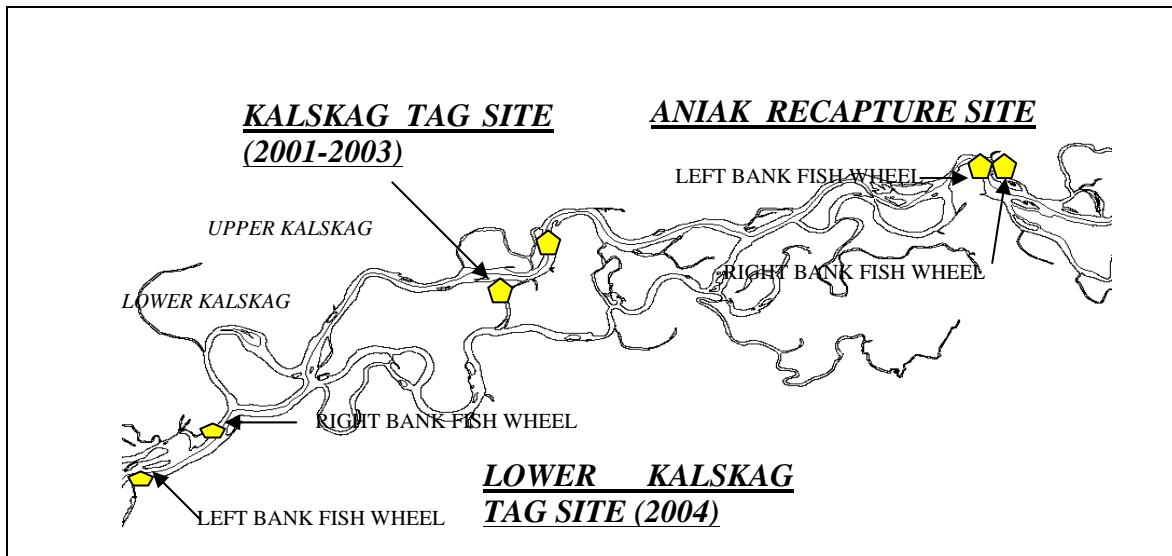 KALSKAG TAG SITE
(2001-2003)
ANIAK RECAPTURE SITE
LEFT BANK FISH WHEEL
UPPER KALSKAG
RIGHT BANK FISH WHEEL
LOWER KALSKAG
RIGHT BANK FISH WHEEL
LOWER KALSKAG
TAG SITE (2004)
LEFT BANK FISH WHEEL